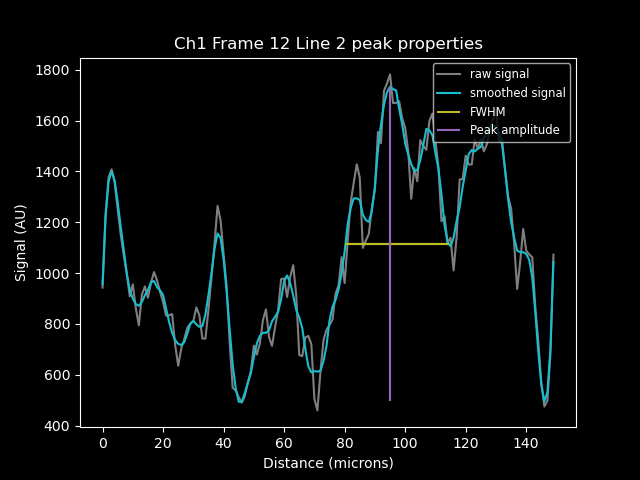 Ch1 Frame 12 Line 2 peak properties
raw signal
smoothed signal
FWHM
Peak amplitude
Signal (AU)
1800
1600
1400
1200
1000
800
600
400
0 20 40 60 80 100 120 140
Distance (microns)